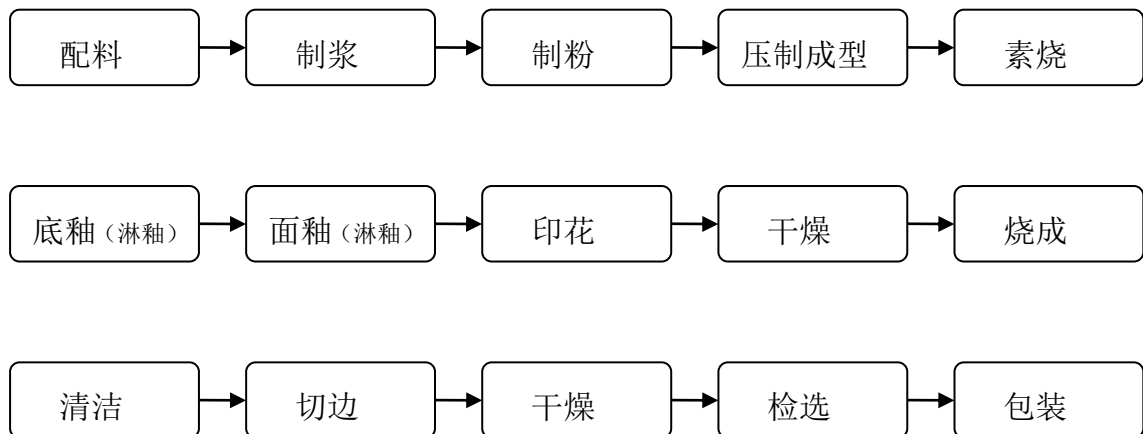 配料 制浆 制粉 压制成型 素烧
底釉（淋釉） 面釉（淋釉） 印花 干燥 烧成
清洁 切边 干燥 检选 包装